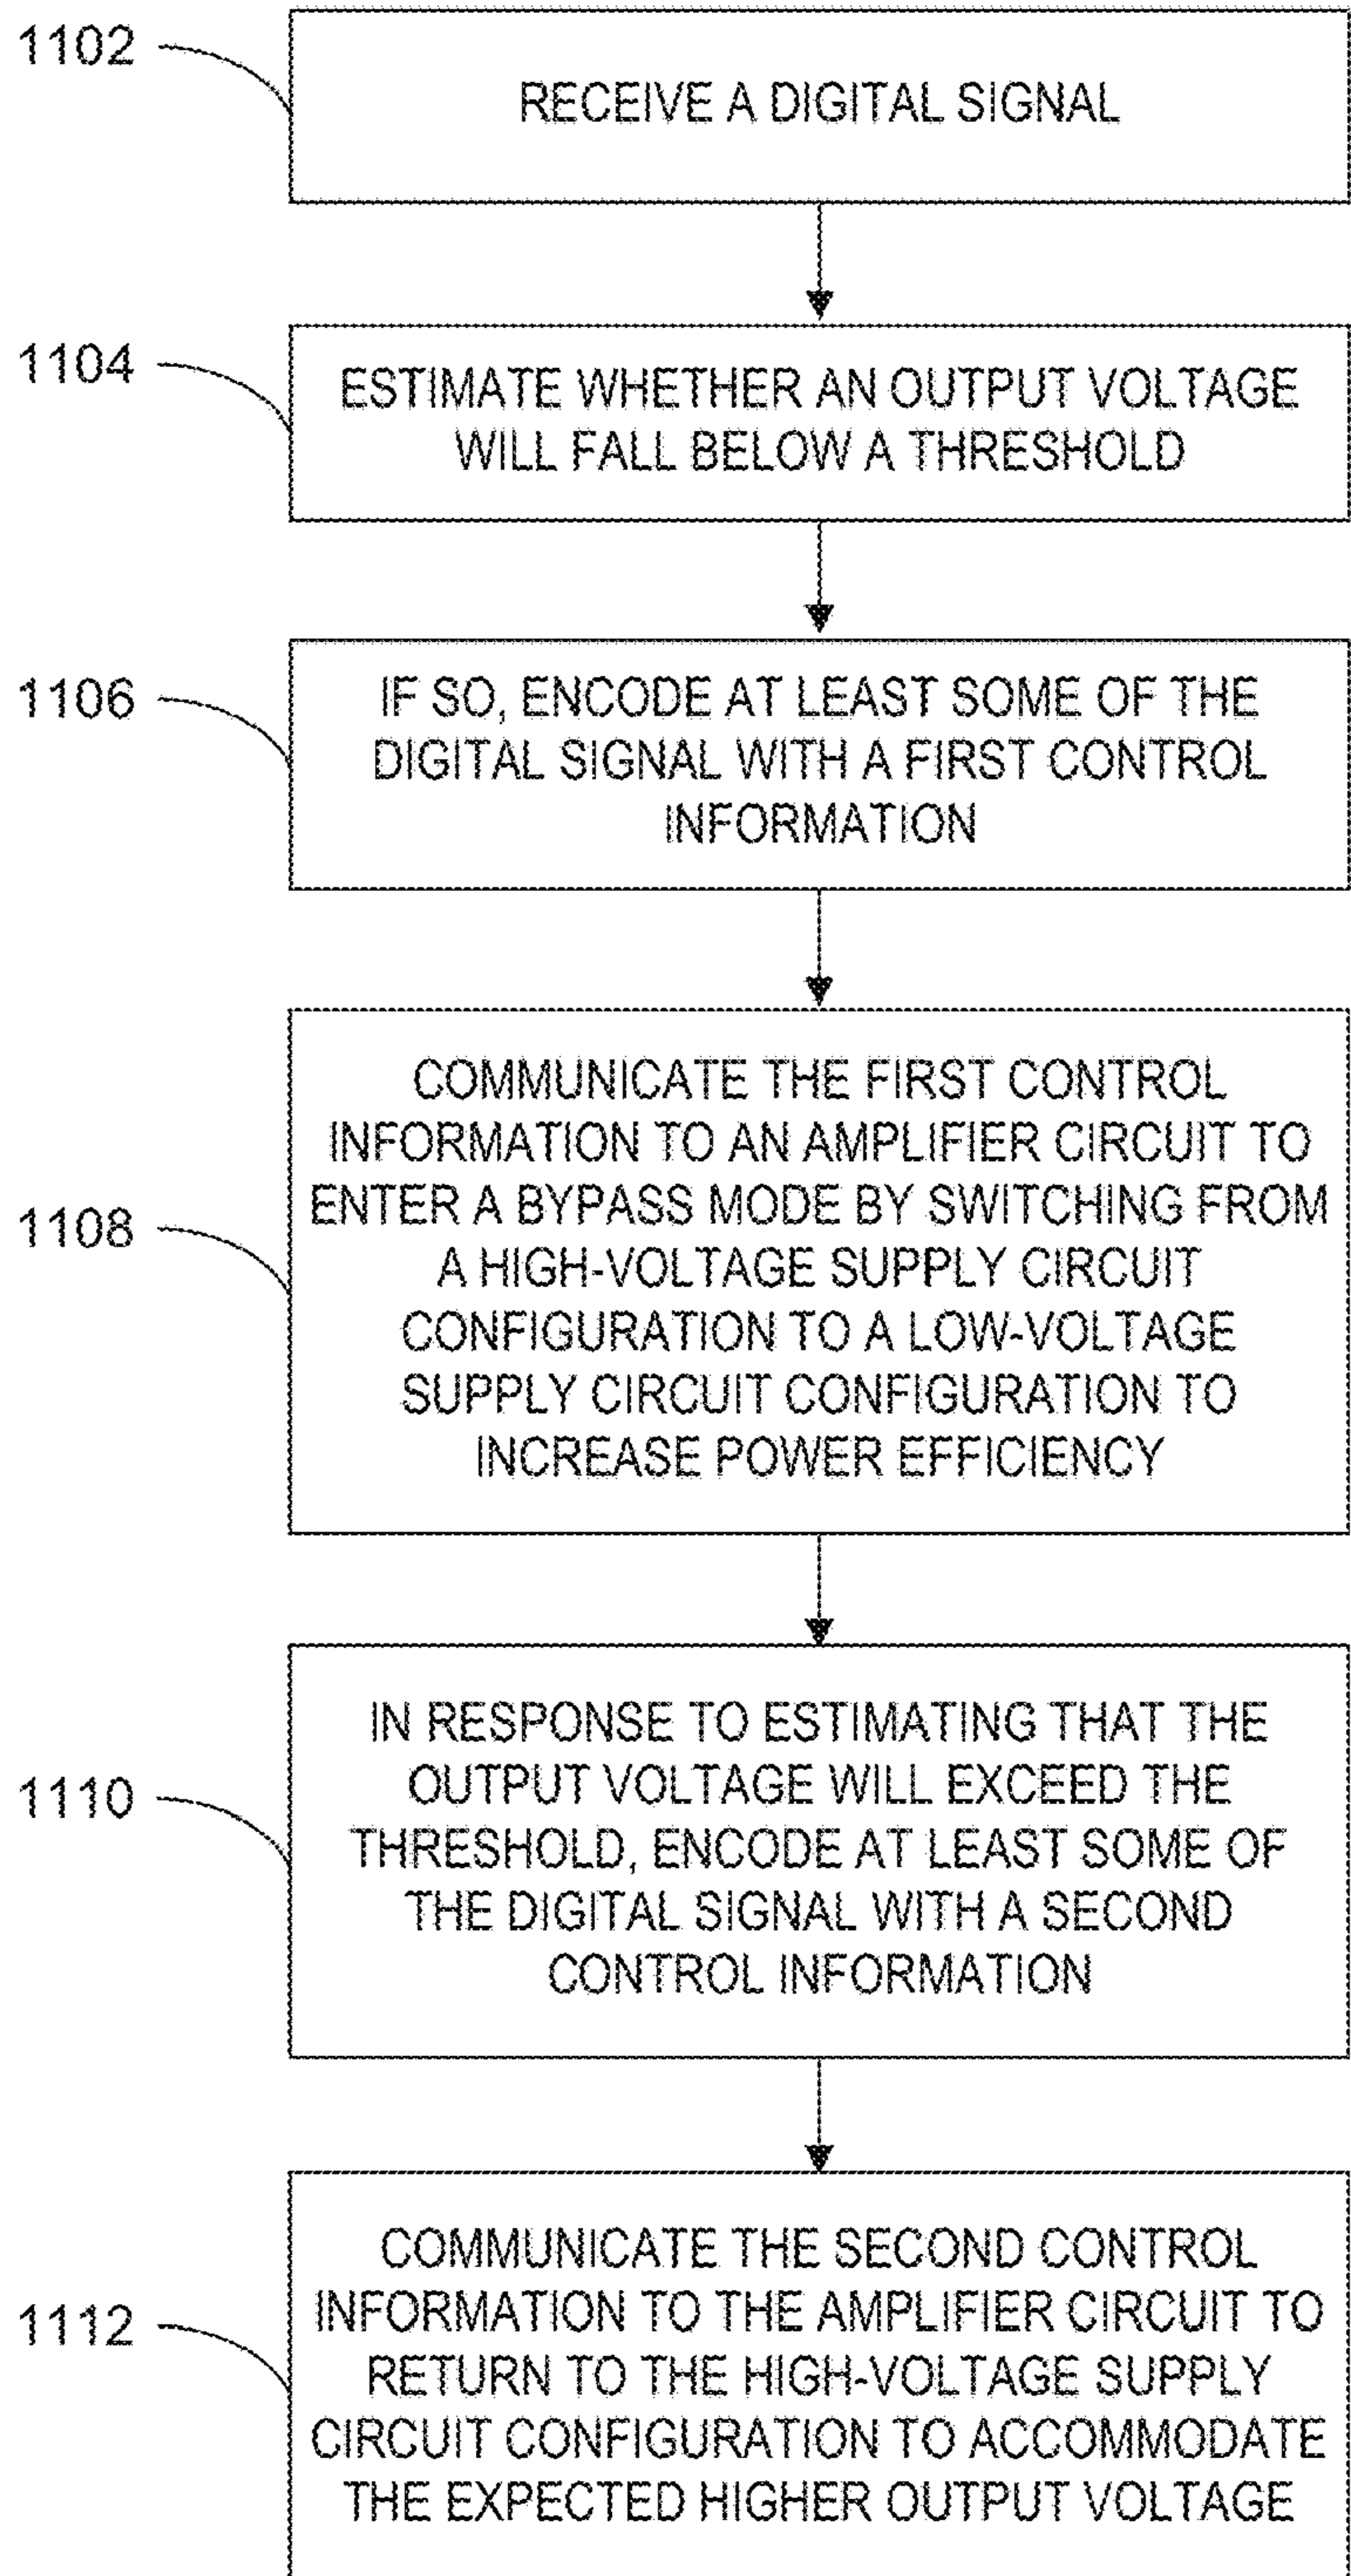 1102
RECEIVE A DIGITAL SIGNAL
1104
ESTIMATE WHETHER AN OUTPUT VOLTAGE
WILL FALL BELOW A THRESHOLD
1106
IF SO, ENCODE AT LEAST SOME OF THE
DIGITAL SIGNAL WITH A FIRST CONTROL
INFORMATION
1108
COMMUNICATE THE FIRST CONTROL
INFORMATION TO AN AMPLIFIER CIRCUIT TO
ENTER A BYPASS MODE BY SWITCHING FROM
A HIGH-VOLTAGE SUPPLY CIRCUIT
CONFIGURATION TO A LOW-VOLTAGE
SUPPLY CIRCUIT CONFIGURATION TO
INCREASE POWER EFFICIENCY
1110
IN RESPONSE TO ESTIMATING THAT THE
OUTPUT VOLTAGE WILL EXCEED THE
THRESHOLD, ENCODE AT LEAST SOME OF
THE DIGITAL SIGNAL WITH A SECOND
CONTROL INFORMATION
1112
COMMUNICATE THE SECOND CONTROL
INFORMATION TO THE AMPLIFIER CIRCUIT TO
RETURN TO THE HIGH-VOLTAGE SUPPLY
CIRCUIT CONFIGURATION TO ACCOMMODATE
THE EXPECTED HIGHER OUTPUT VOLTAGE